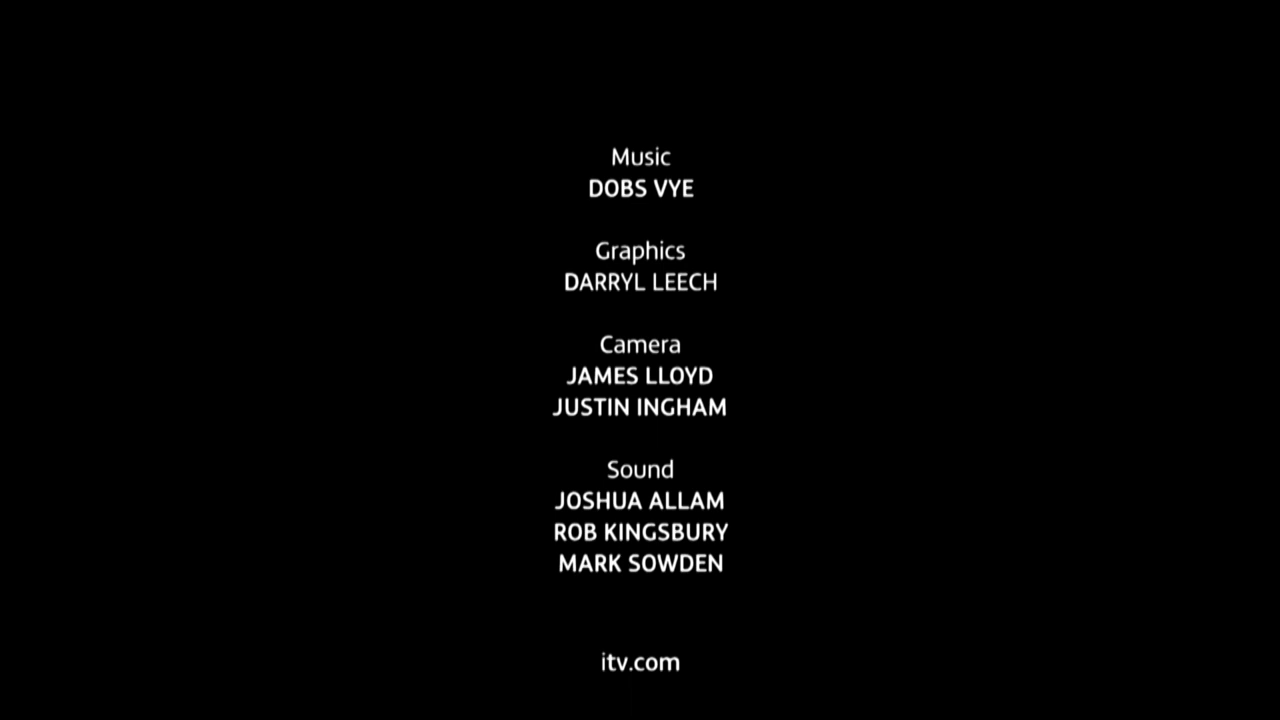 Music
DOBS VYE
Graphics
DARRYL LEECH
Camera
JAMES LLOYD
JUSTIN INGHAM
Sound
JOSHUA ALLAM
ROB KINGSBURY
MARK SOWDEN
itv.com